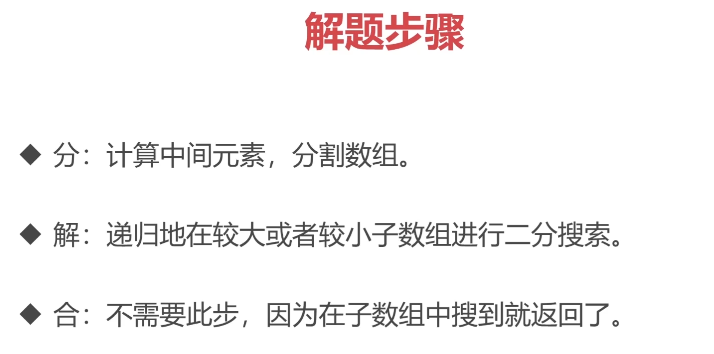 解题步骤
◆ 分：计算中间元素，分割数组。
◆ 解：递归地在较大或者较小子数组进行二分搜索。
◆ 合：不需要此步，因为在子数组中搜到就返回了。